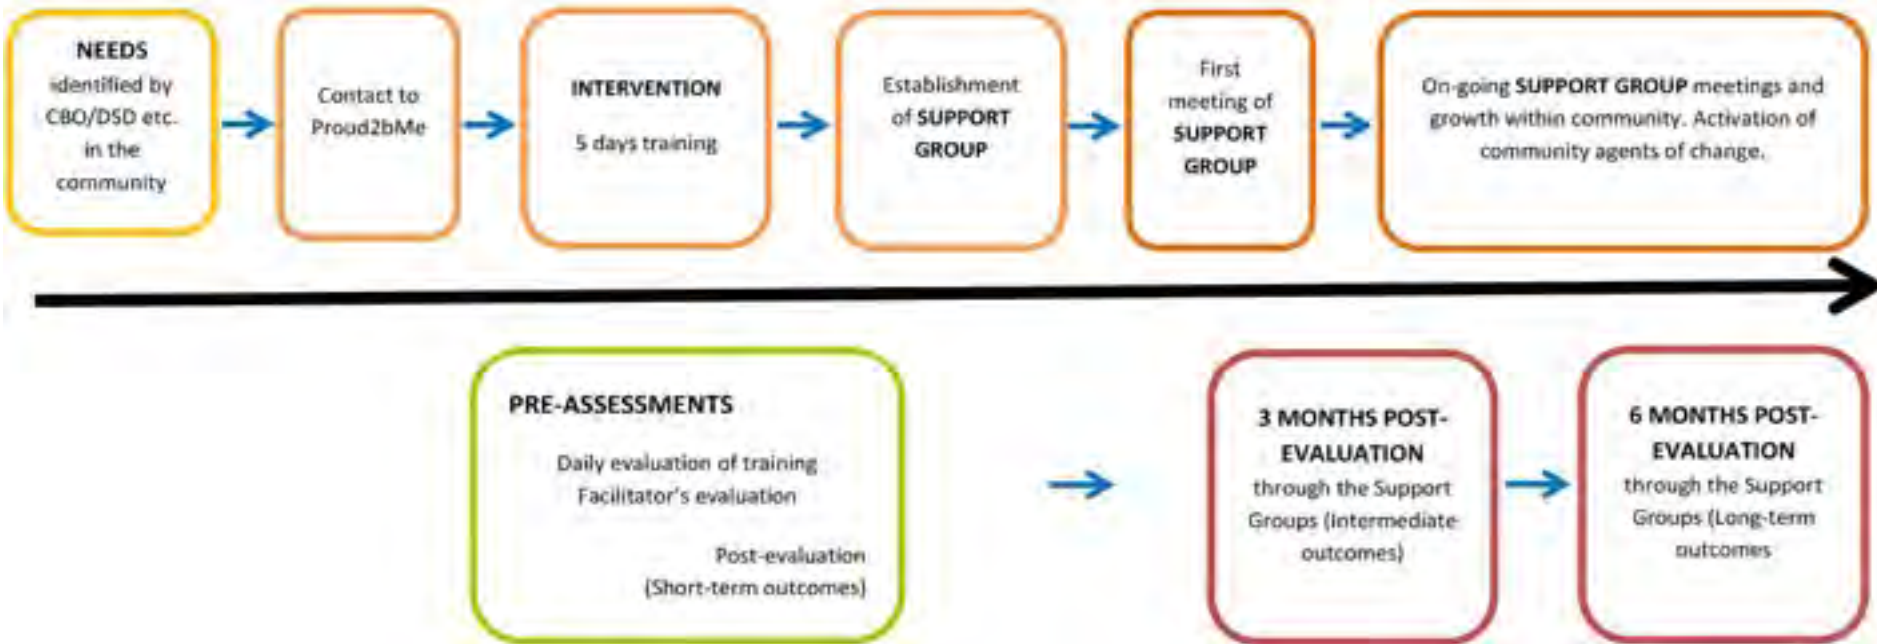 NEEDS
identified by
CBO/DSD etc.
in the
community
Contact to
Proud2bMe
INTERVENTION
5 days training
Establishment
of SUPPORT
GROUP
First
meeting of
SUPPORT
GROUP
On-going SUPPORT GROUP meetings and
growth within community. Activation of
community agents of change.
PRE-ASSESSMENTS
Daily evaluation of training
Facilitator's evaluation
Post-evaluation
(Short-term outcomes)
3 MONTHS POST-
EVALUATION
through the Support
Groups (Intermediate
outcomes)
6 MONTHS POST-
EVALUATION
through the Support
Groups (Long-term
outcomes